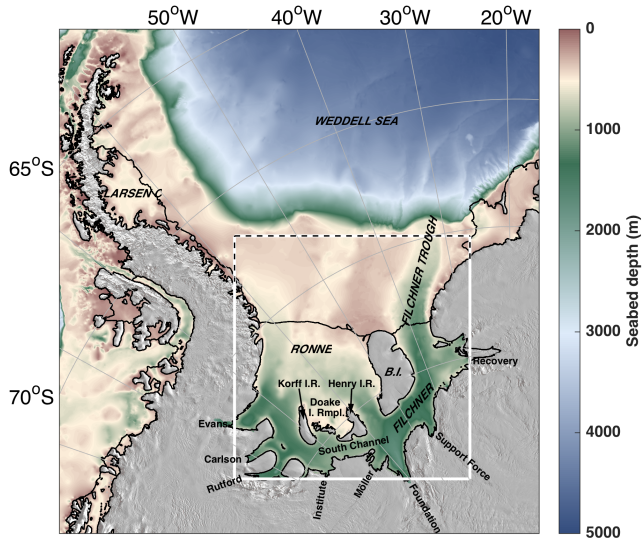 50°W
40°W
30°W
20°W
65°S
70°S
WEDDELL SEA
LARSEN C
FILCHNER TROUGH
RONNE
B.I.
Recovery
Korff I.R.
Henry I.R.
Doake
I. Rmpl.
FILCHNER
Evans
South Channel
Support Force
Carlson
Rutford
Institute
Möller
Foundation
0
1000
2000
3000
4000
5000
Seabed depth (m)